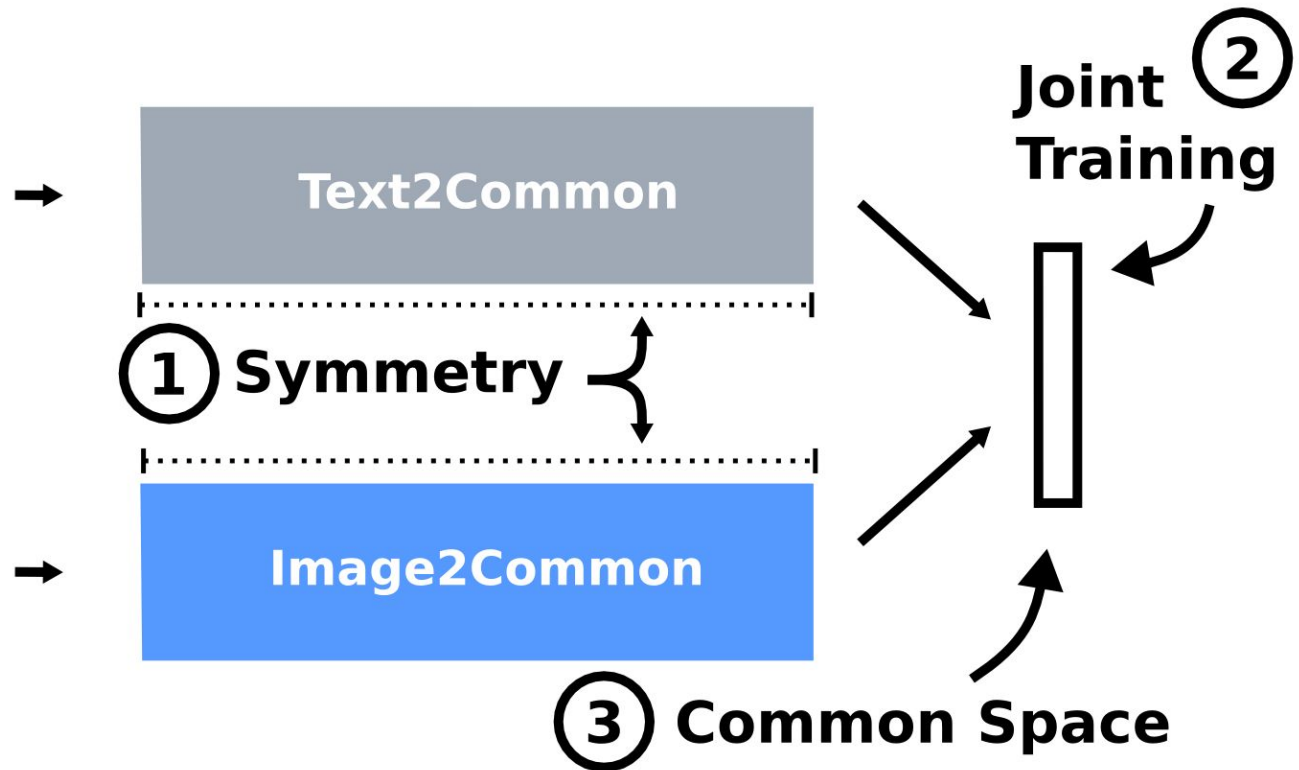 2
Joint
Training
Text2Common
1 Symmetry
Image2Common
3 Common Space